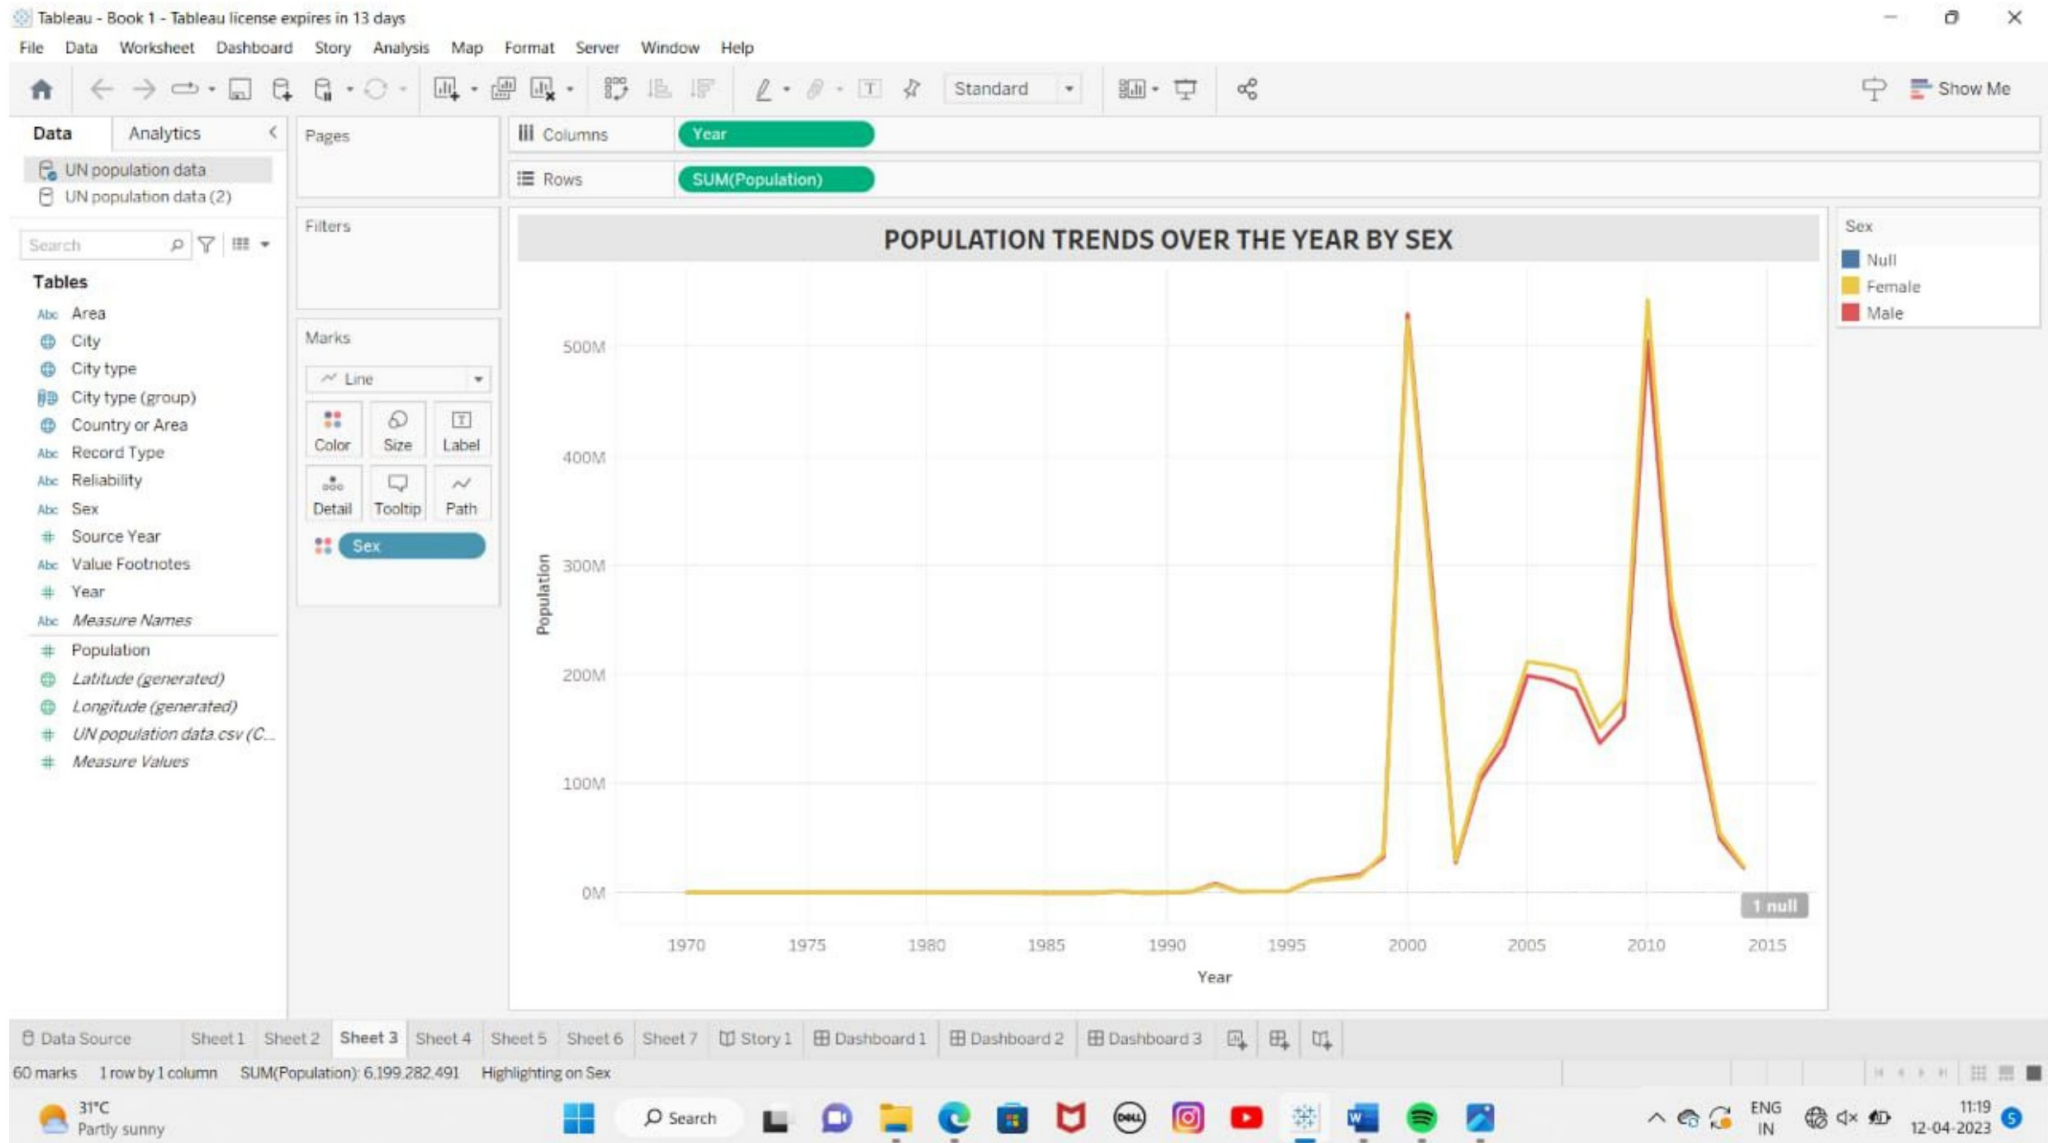 Tableau - Book 1 - Tableau license expires in 13 days
File Data Worksheet Dashboard Story Analysis Map Format Server Window Help
Standard
Show Me
Data Analytics
UN population data
UN population data (2)
Search
Tables
Abc Area
City
City type
City type (group)
Country or Area
Abc Record Type
Abc Reliability
Abc Sex
# Source Year
Abc Value Footnotes
# Year
Abc Measure Names
# Population
Latitude (generated)
Longitude (generated)
# UN population data.csv (C...
# Measure Values
Pages
Filters
Marks
Line
Color Size Label
Detail Tooltip Path
Sex
Columns Year
Rows SUM(Population)
POPULATION TRENDS OVER THE YEAR BY SEX
500M
400M
300M
200M
100M
0M
Population
1970 1975 1980 1985 1990 1995 2000 2005 2010 2015
Year
1 null
Sex
Null
Female
Male
Data Source Sheet 1 Sheet 2 Sheet 3 Sheet 4 Sheet 5 Sheet 6 Sheet 7 Story 1 Dashboard 1 Dashboard 2 Dashboard 3
60 marks 1 row by 1 column SUM(Population): 6,199,282,491 Highlighting on Sex
31°C
Partly sunny
Search
DELL
W
ENG
IN
11:19
12-04-2023
S